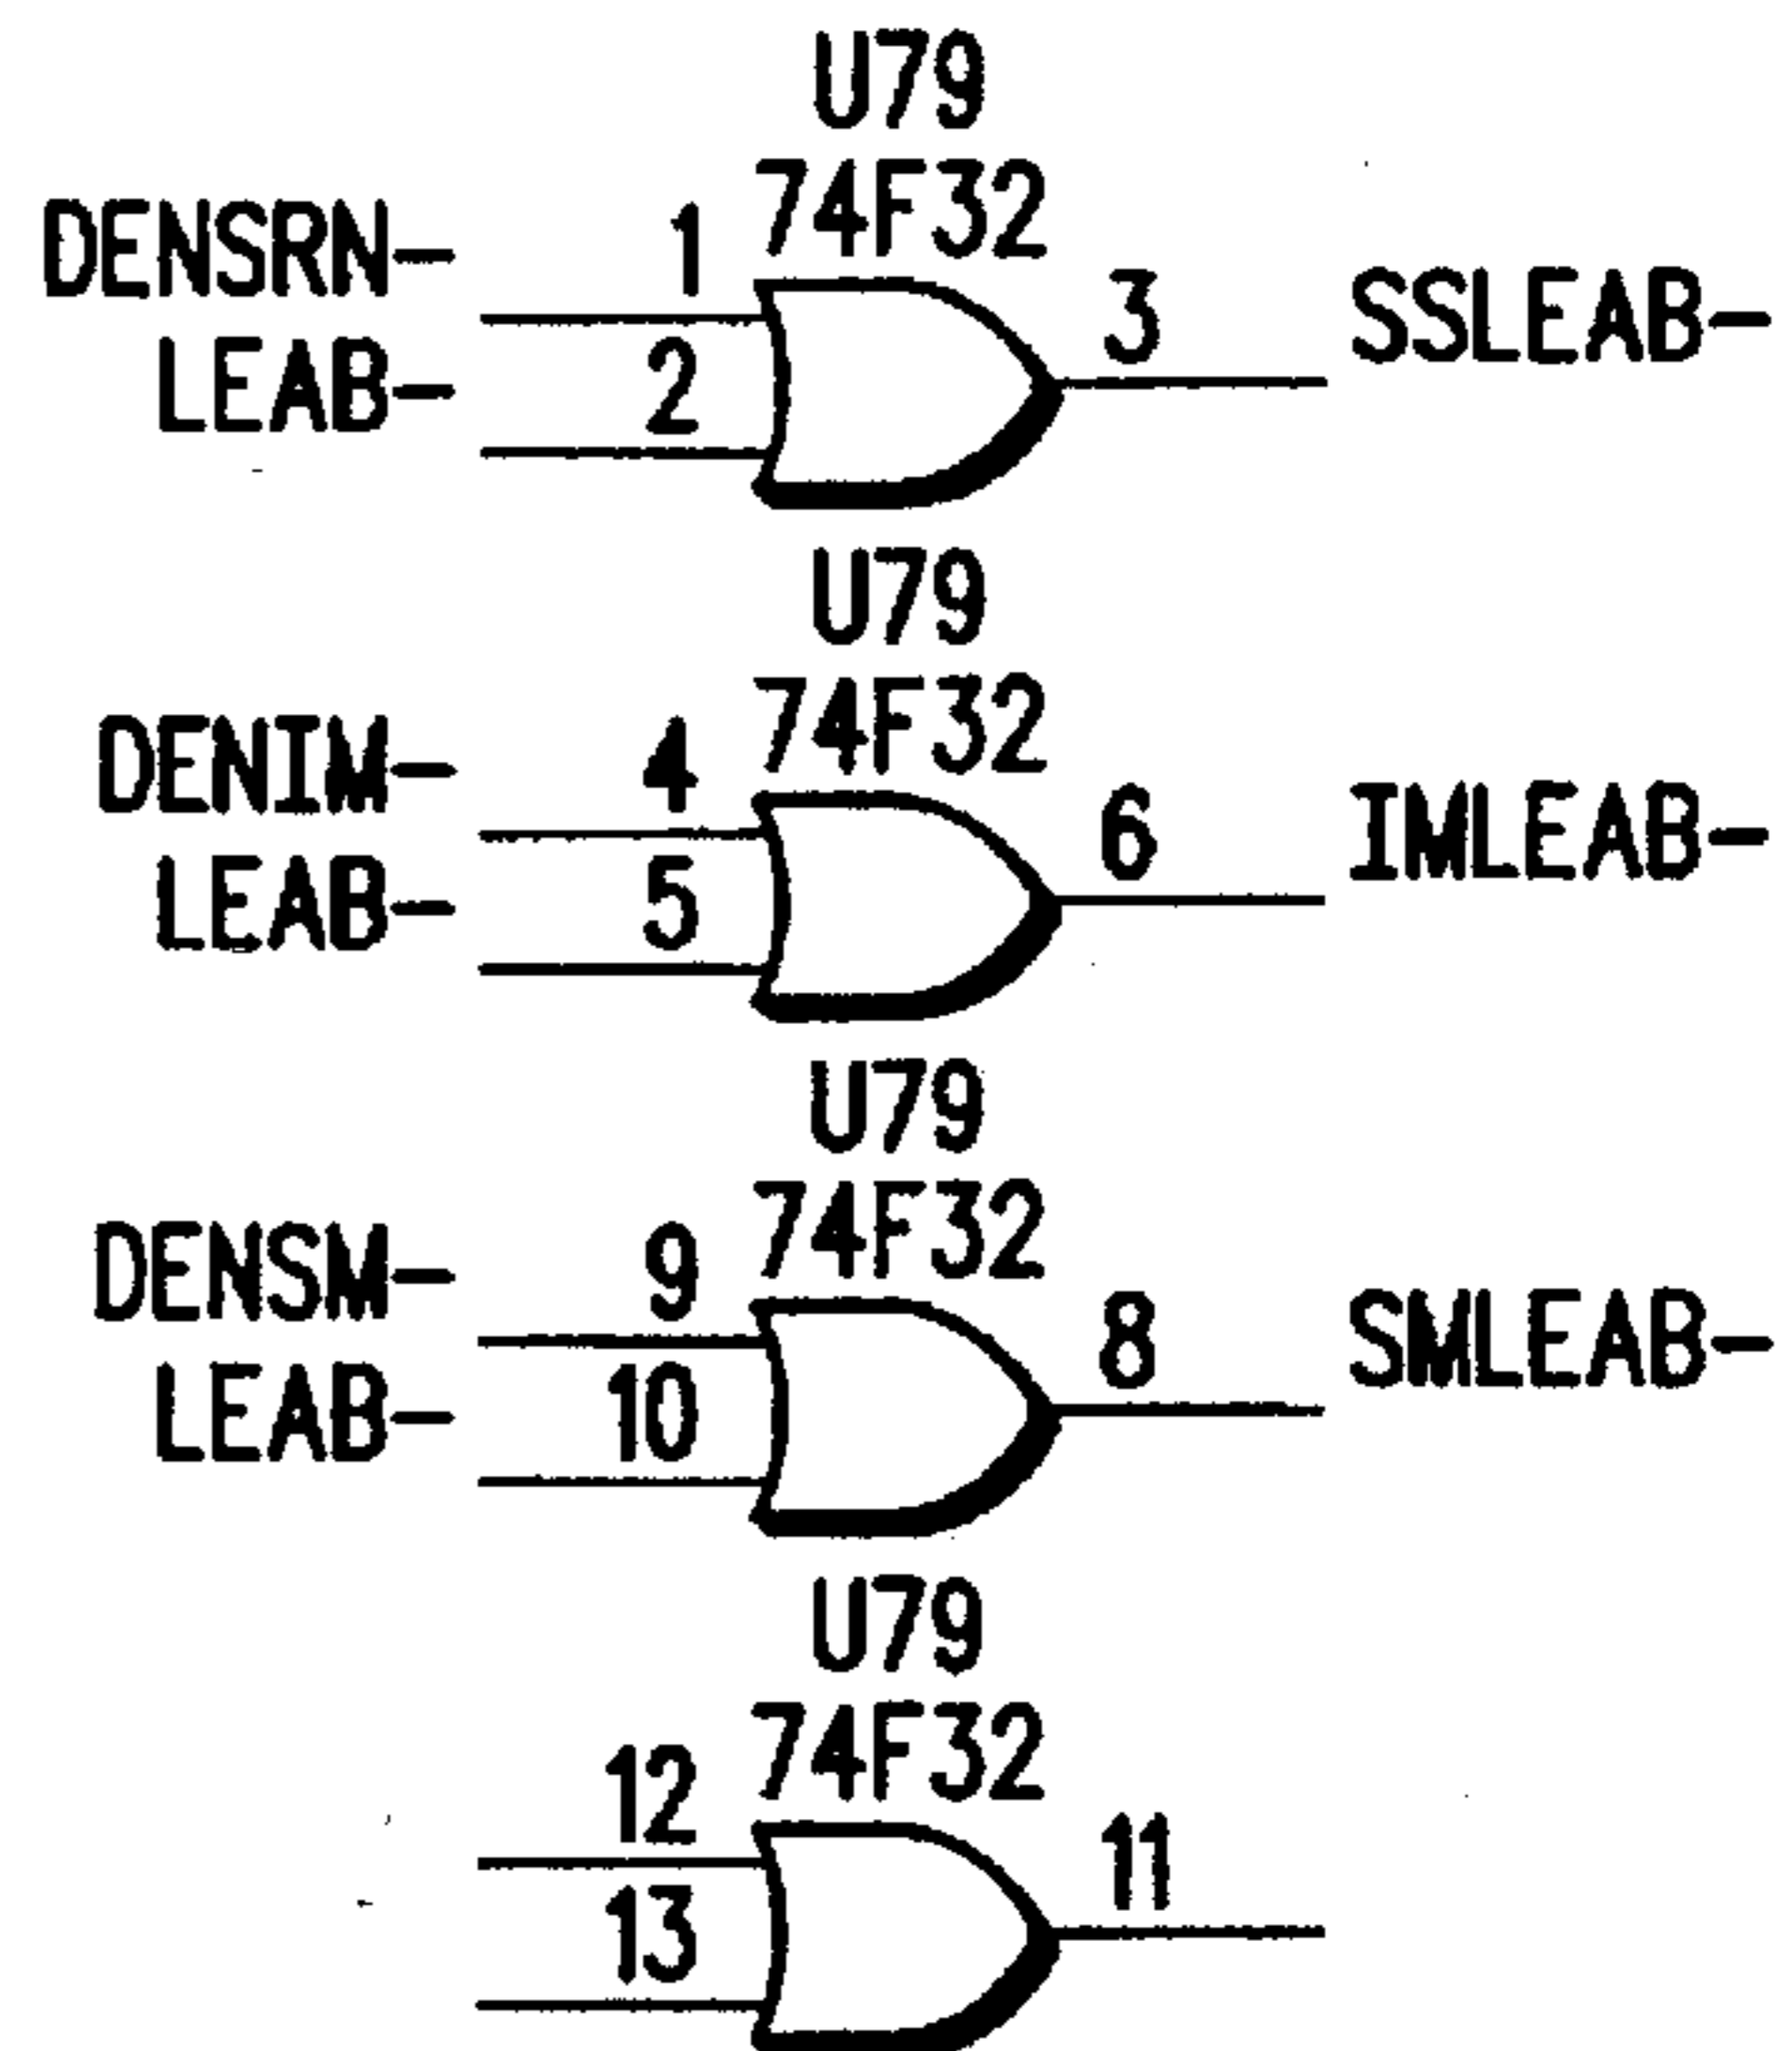 U79
74F32
DENSRN- 1
LEAB- 2
3 SSLEAB-
U79
74F32
DENIM- 4
LEAB- 5
6 IMLEAB-
U79
74F32
DENSM- 9
LEAB- 10
8 SMLEAB-
U79
74F32
12
13
11